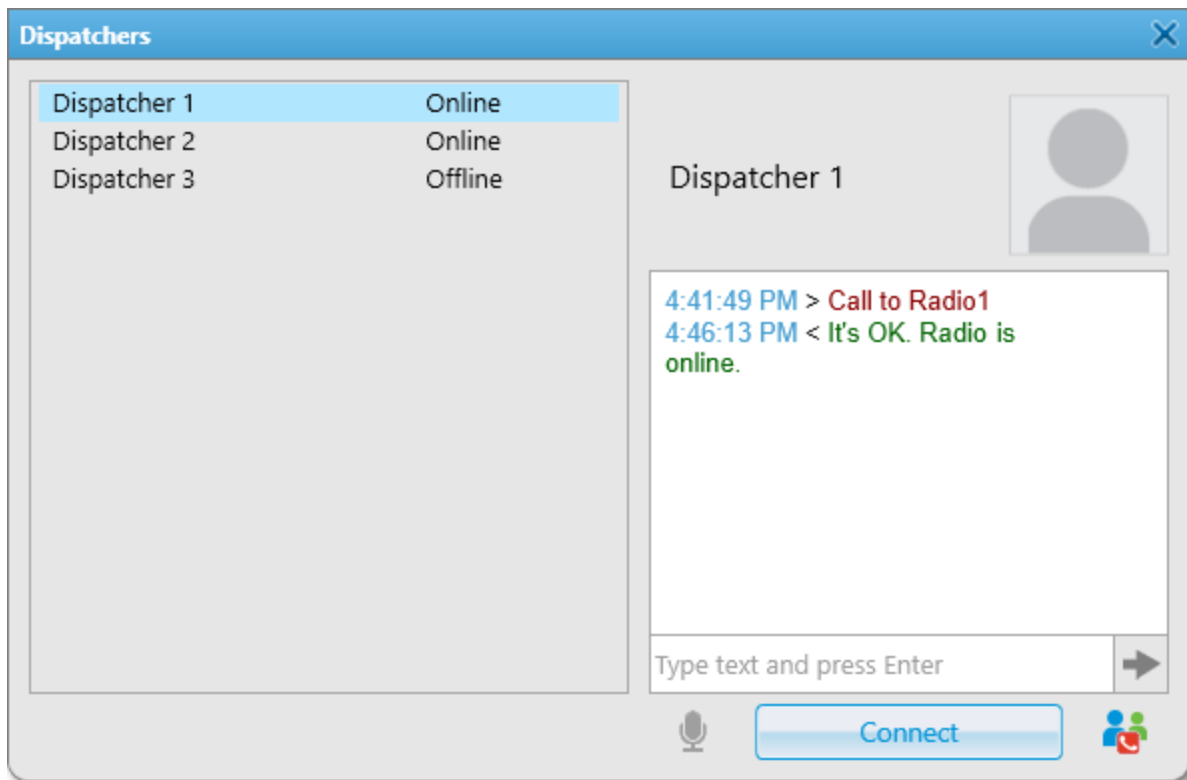 Dispatchers
Dispatcher 1 Online
Dispatcher 2 Online
Dispatcher 3 Offline
Dispatcher 1
4:41:49 PM > Call to Radio1
4:46:13 PM < It's OK. Radio is
online.
Type text and press Enter
Connect